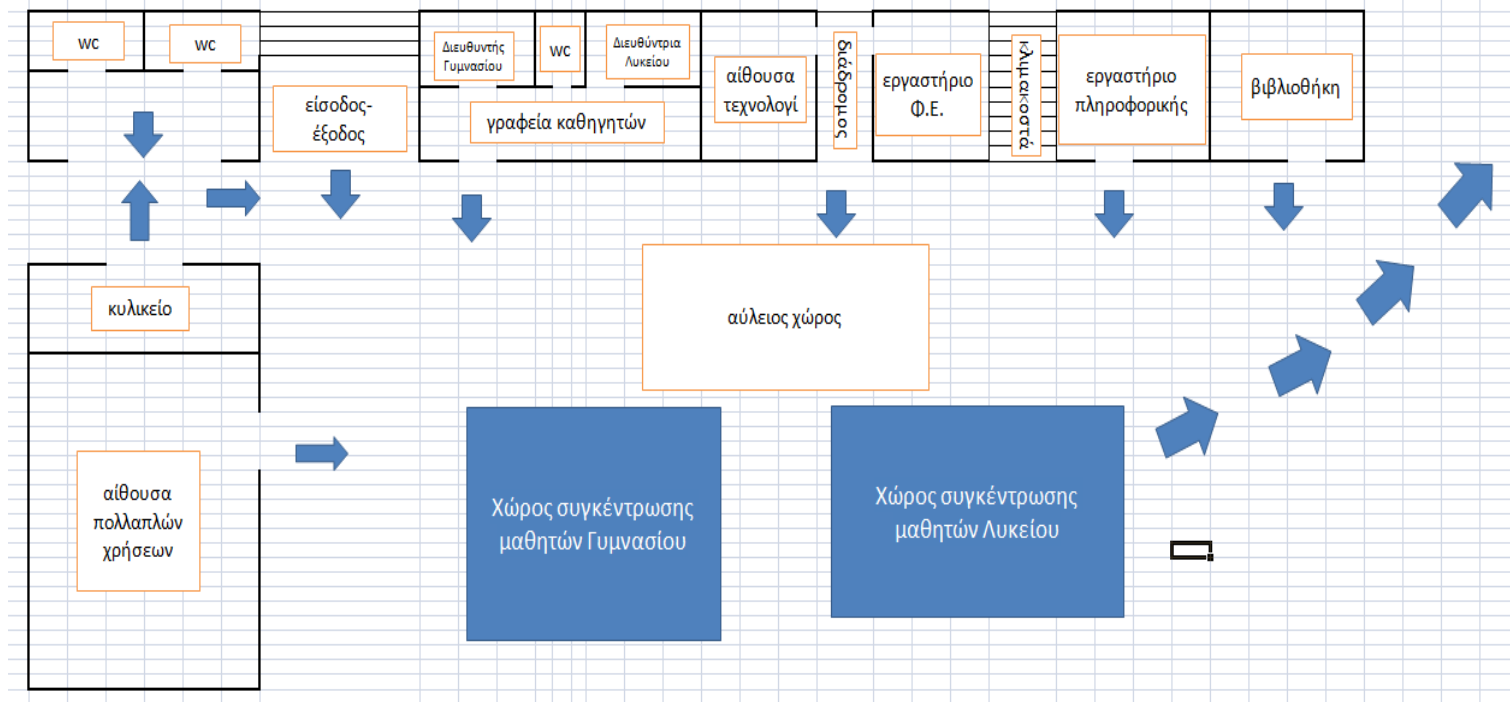 wc
wc
Διευθυντής
Γυμνασίου
wc
Διευθύντρια
Λυκείου
είσοδος-
έξοδος
γραφεία καθηγητών
αίθουσα
τεχνολογί
διάδρομος
εργαστήριο
Φ.Ε.
κλιμακοστά
εργαστήριο
πληροφορικής
βιβλιοθήκη
κυλικείο
αύλειος χώρος
αίθουσα
πολλαπλών
χρήσεων
Χώρος συγκέντρωσης
μαθητών Γυμνασίου
Χώρος συγκέντρωσης
μαθητών Λυκείου